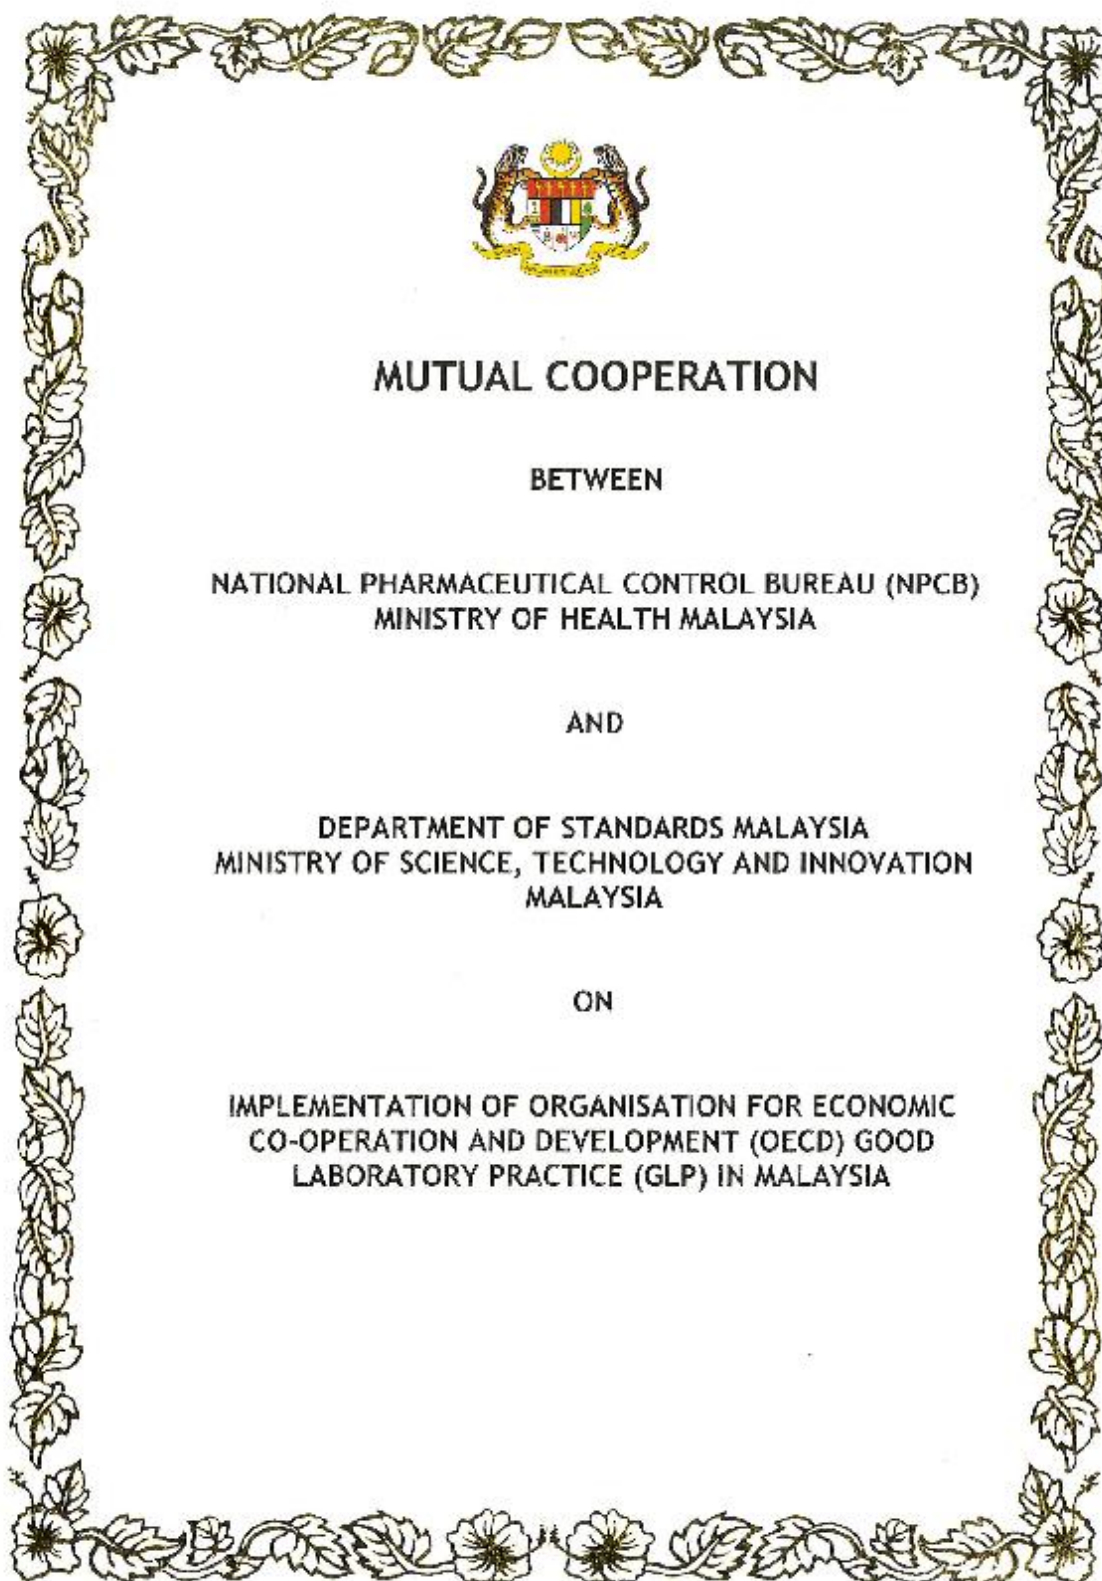 MUTUAL COOPERATION
BETWEEN
NATIONAL PHARMACEUTICAL CONTROL BUREAU (NPCB)
MINISTRY OF HEALTH MALAYSIA
AND
DEPARTMENT OF STANDARDS MALAYSIA
MINISTRY OF SCIENCE, TECHNOLOGY AND INNOVATION
MALAYSIA
ON
IMPLEMENTATION OF ORGANISATION FOR ECONOMIC
CO-OPERATION AND DEVELOPMENT (OECD) GOOD
LABORATORY PRACTICE (GLP) IN MALAYSIA